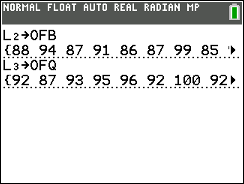 NORMAL FLOAT AUTO REAL RADIAN MP
L₂→OFB
{88 94 87 91 86 87 99 85
L₃→OFQ
{92 87 93 95 96 92 100 92